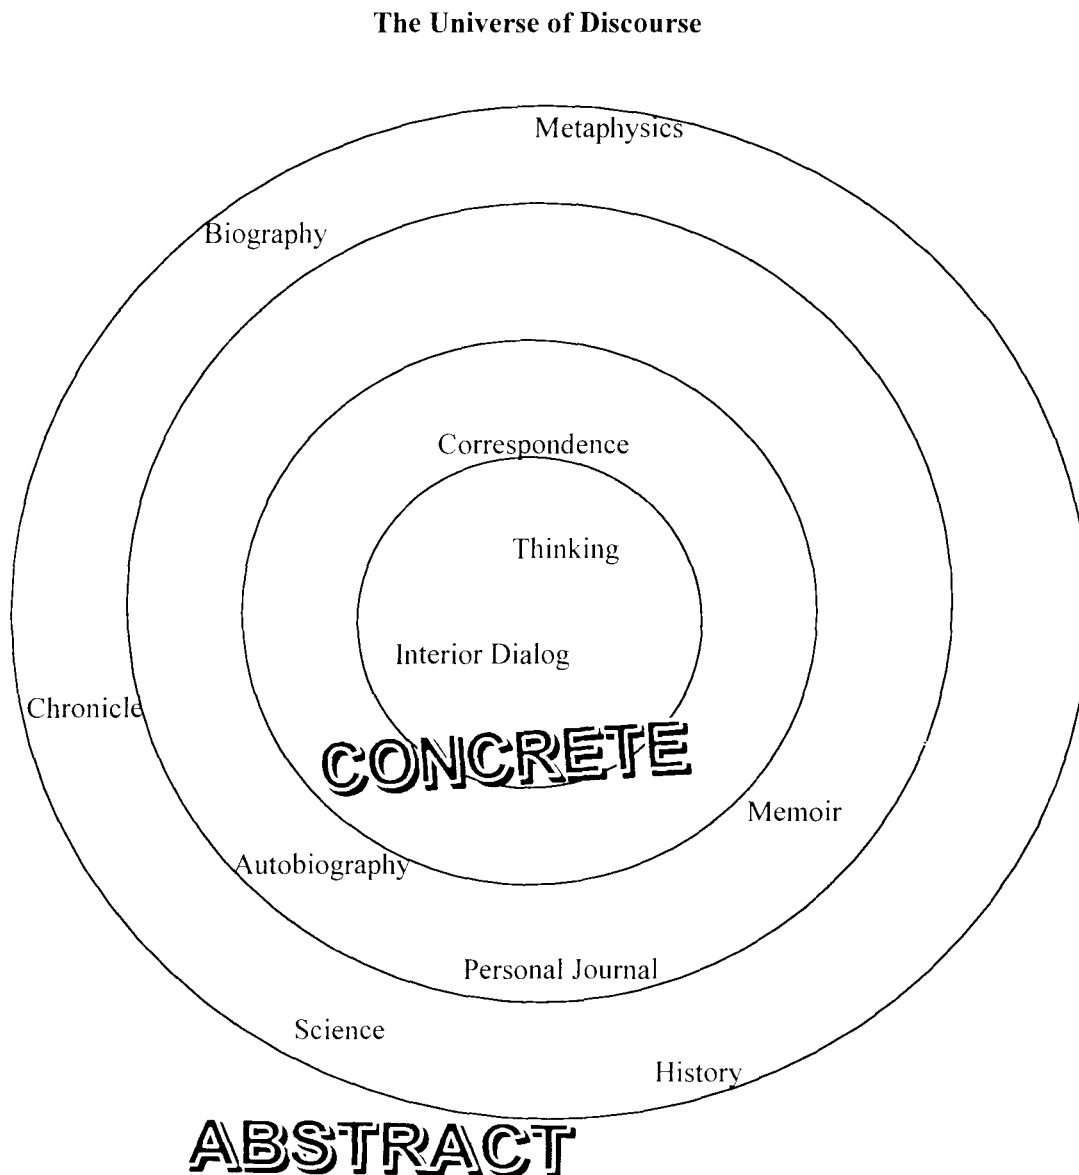 The Universe of Discourse
Metaphysics
Biography
Correspondence
Thinking
Interior Dialog
Chronicle
CONCRETE
Memoir
Autobiography
Personal Journal
Science
History
ABSTRACT